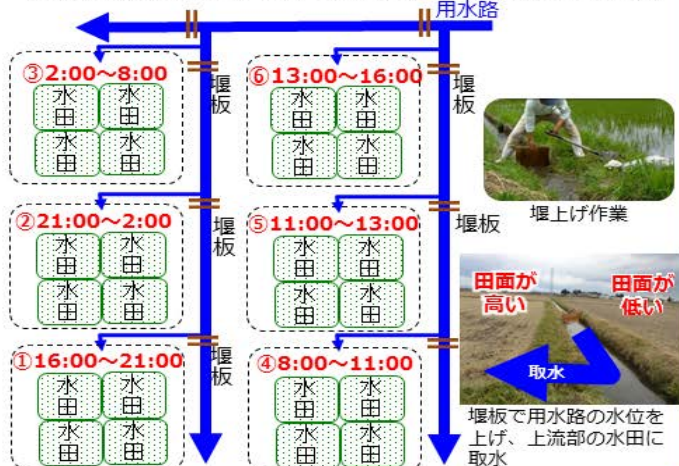 用水路
③2:00～8:00
水田 水田
水田 水田
堰板
⑥13:00～16:00
水田 水田
水田 水田
堰板
堰上げ作業
②21:00～2:00
水田 水田
水田 水田
堰板
⑤11:00～13:00
水田 水田
水田 水田
堰板
田面が高い
田面が低い
取水
①16:00～21:00
水田 水田
水田 水田
堰板
④8:00～11:00
水田 水田
水田 水田
堰板で用水路の水位を
上げ、上流部の水田に
取水